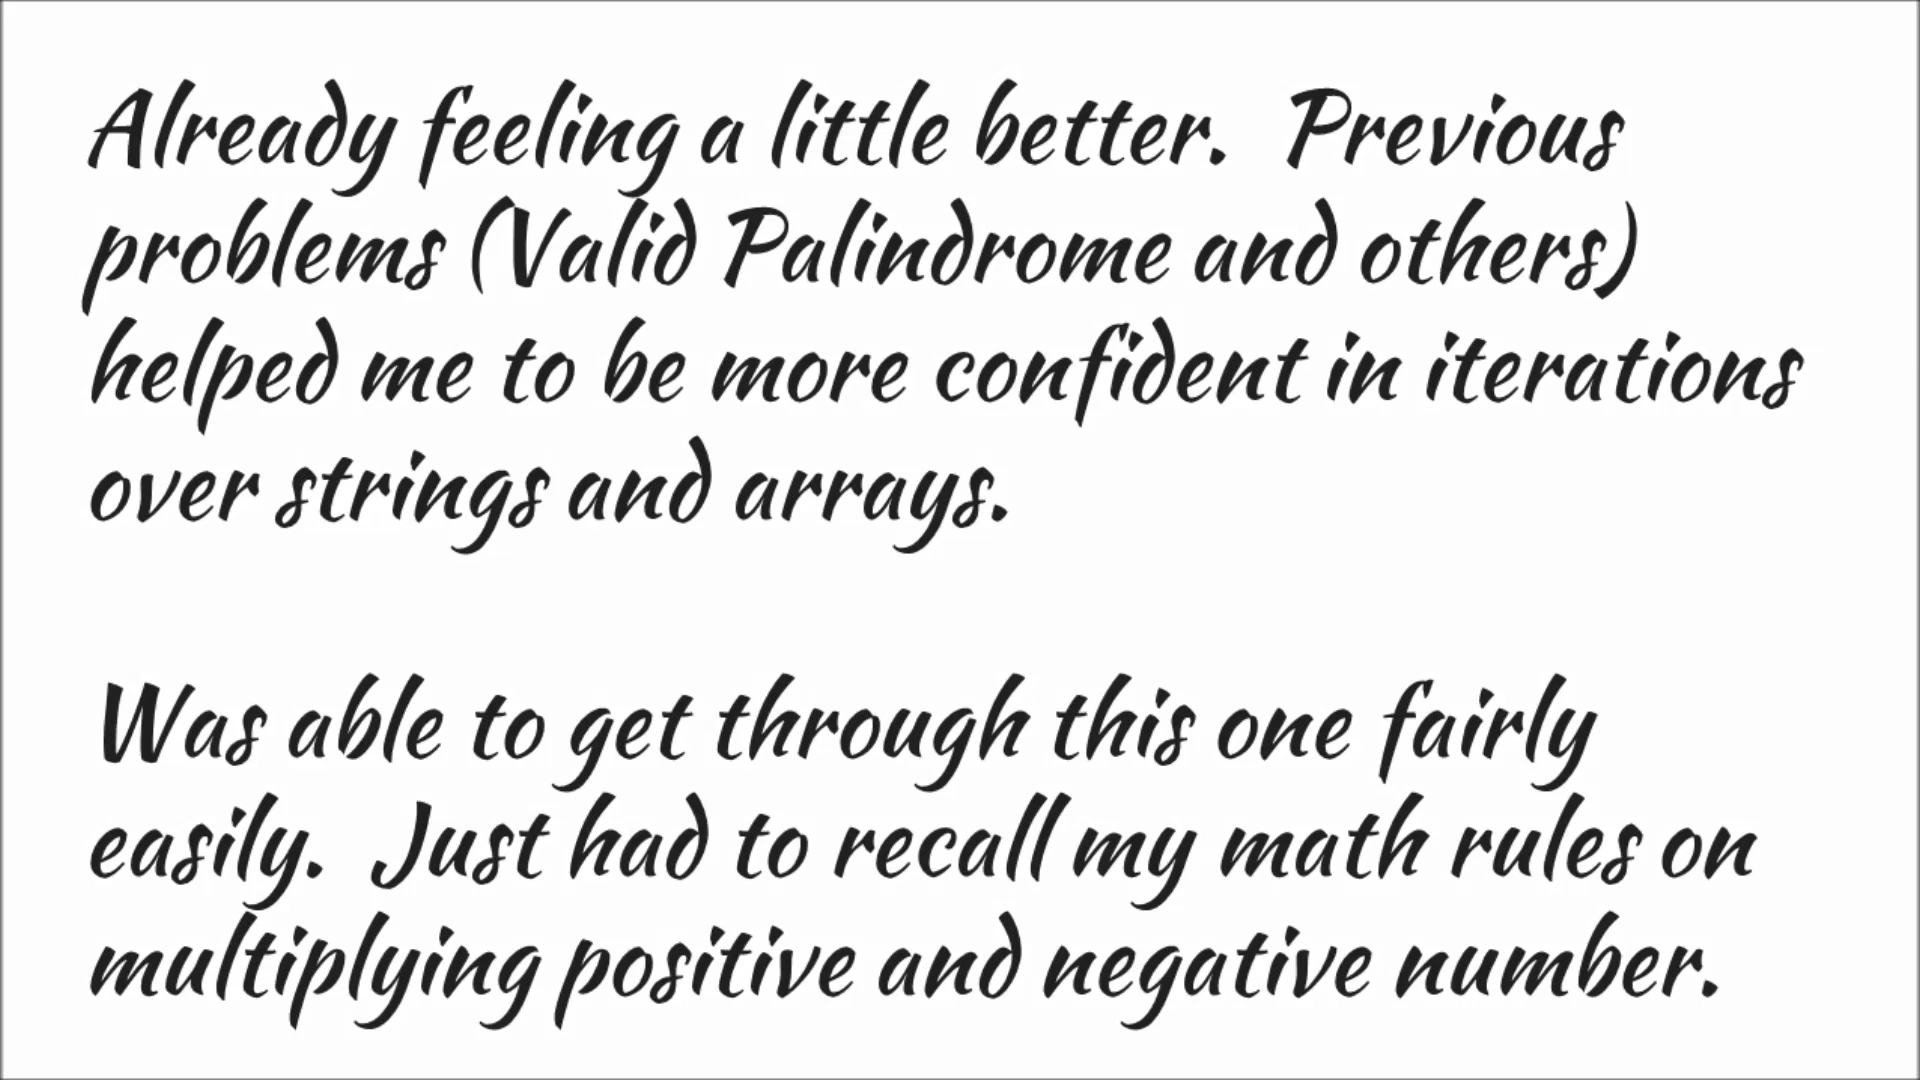 Already feeling a little better.  Previous
problems (Valid Palindrome and others)
helped me to be more confident in iterations
over strings and arrays.
Was able to get through this one fairly
easily.  Just had to recall my math rules on
multiplying positive and negative number.